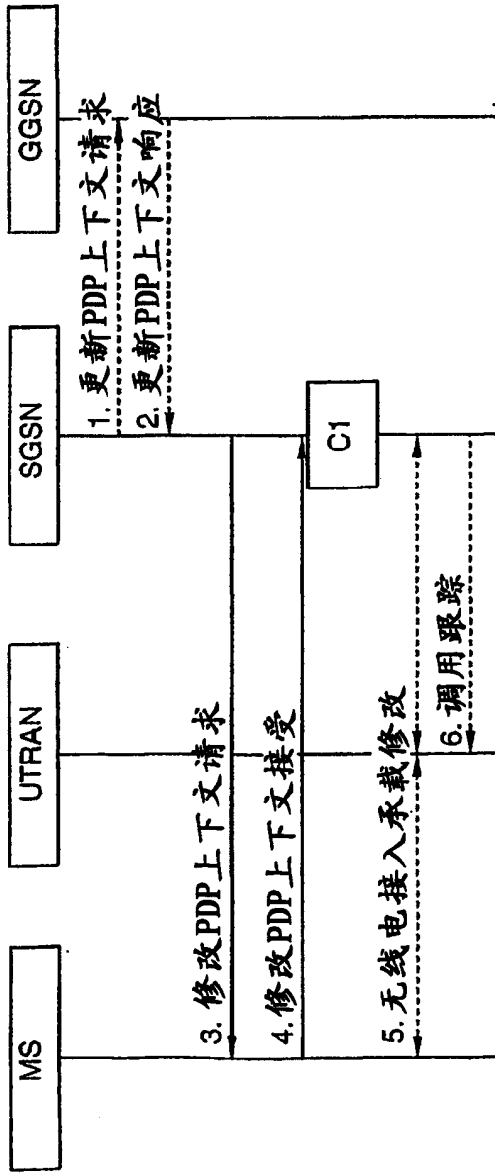 MS
UTRAN
SGSN
GGSN
1. 更新PDP上下文请求
2. 更新PDP上下文响应
3. 修改PDP上下文请求
4. 修改PDP上下文接受
C1
5. 无线电接入承载修改
6. 调用跟踪